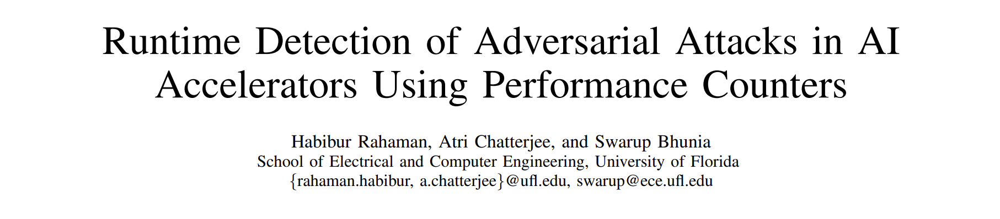 Runtime Detection of Adversarial Attacks in AI
Accelerators Using Performance Counters
Habibur Rahaman, Atri Chatterjee, and Swarup Bhunia
School of Electrical and Computer Engineering, University of Florida
{rahaman.habibur, a.chatterjee}@ufl.edu, swarup@ece.ufl.edu